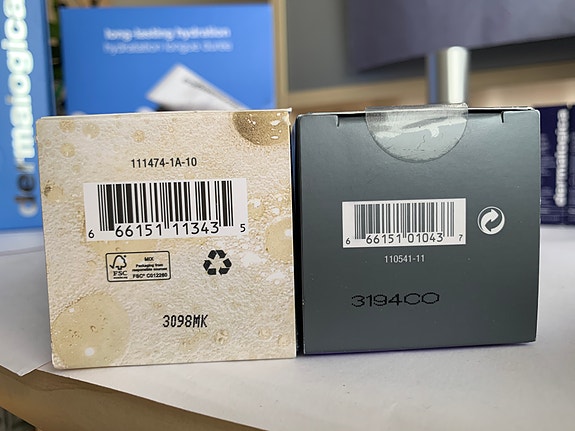 long lasting hydration
hydratation longue durée
dermalogica
dermalogica
111474-1A-10
6 66151 11343 5
FSC
MIX
Packaging from
responsible sources
FSC® C012280
3098MK
6 66151 01043 7
110541-11
3194CO